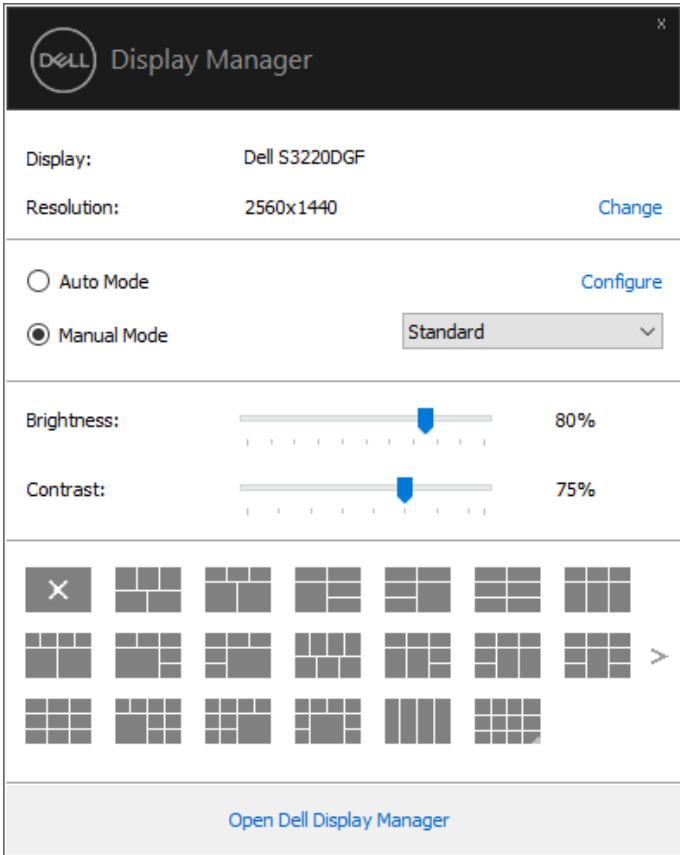 x
DELL Display Manager
Display: Dell S3220DGF
Resolution: 2560x1440 Change
Auto Mode Configure
Manual Mode Standard
Brightness: 80%
Contrast: 75%
Open Dell Display Manager